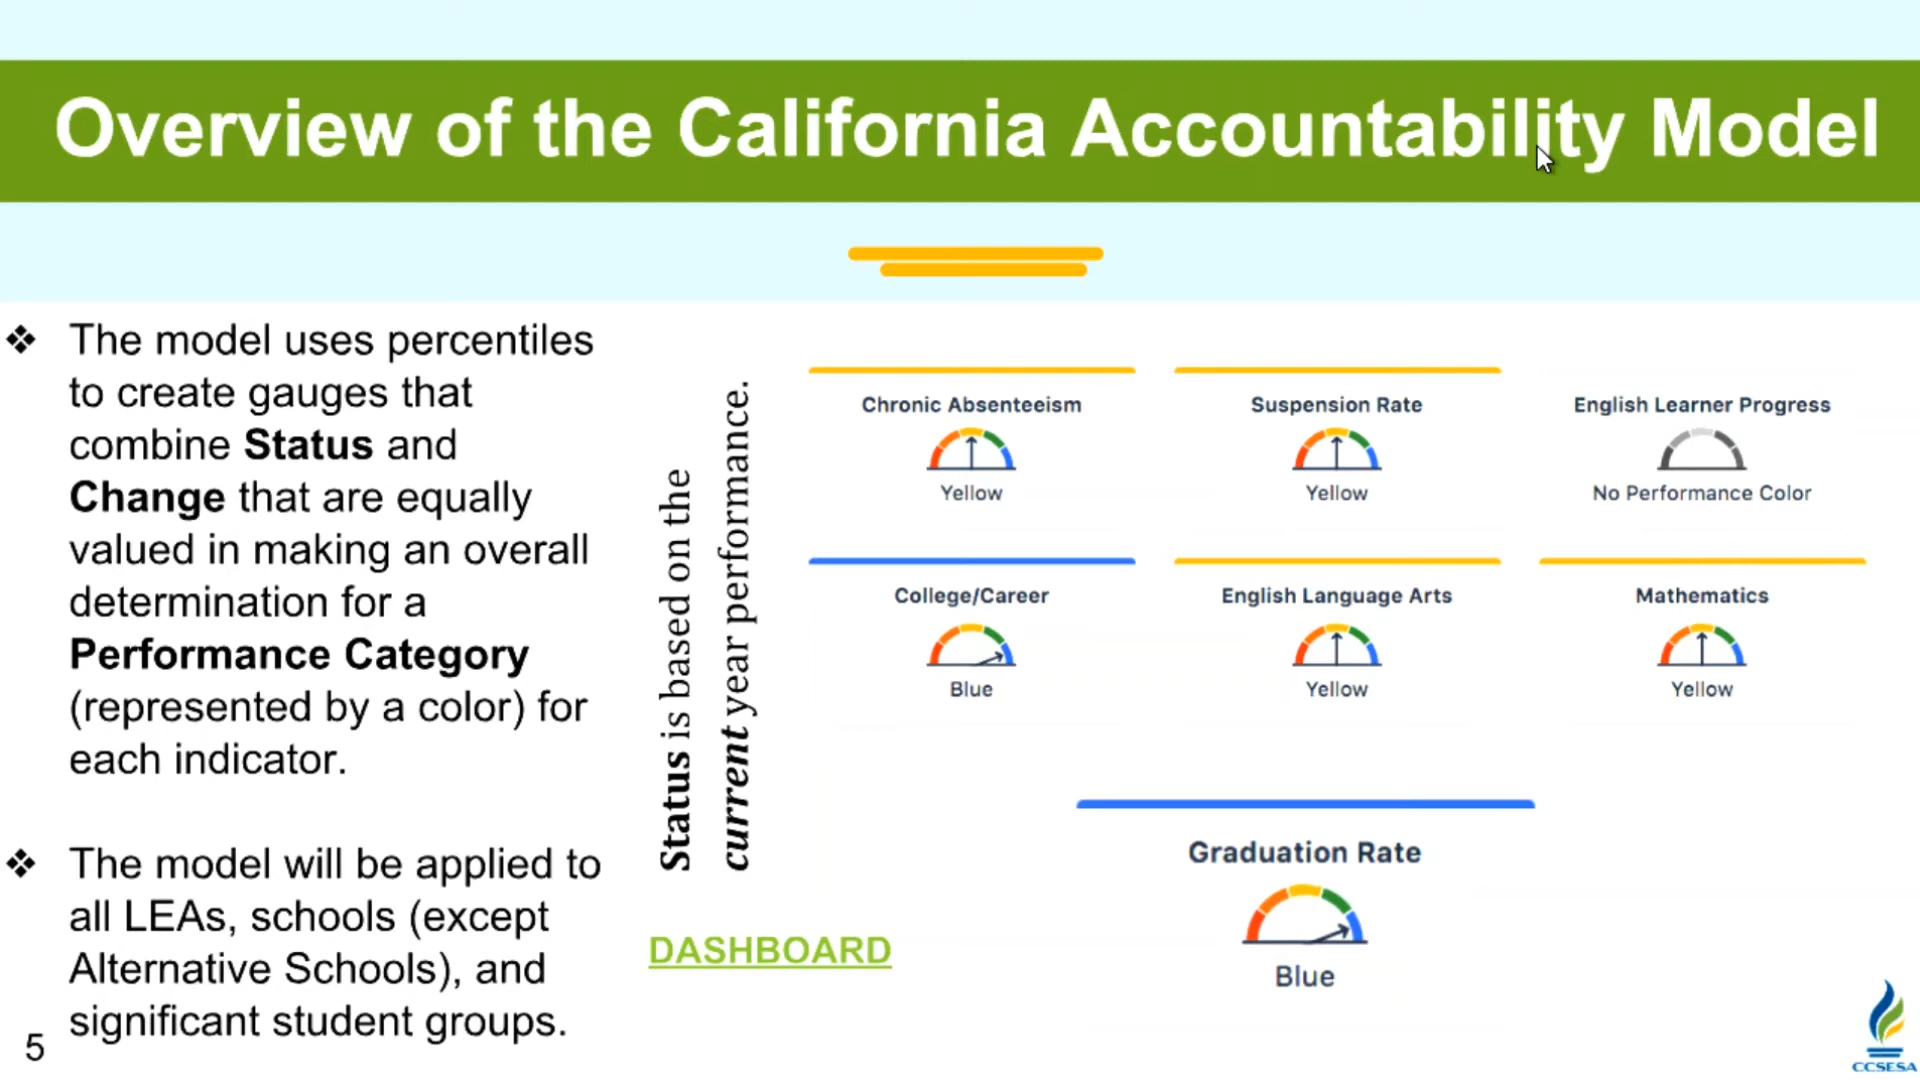 Overview of the California Accountability Model
❖ The model uses percentiles
to create gauges that
combine Status and
Change that are equally
valued in making an overall
determination for a
Performance Category
(represented by a color) for
each indicator.
❖ The model will be applied to
all LEAs, schools (except
Alternative Schools), and
significant student groups.
5
Status is based on the
current year performance.
DASHBOARD
Chronic Absenteeism
Yellow
Suspension Rate
Yellow
English Learner Progress
No Performance Color
College/Career
Blue
English Language Arts
Yellow
Mathematics
Yellow
Graduation Rate
Blue
CCSESA